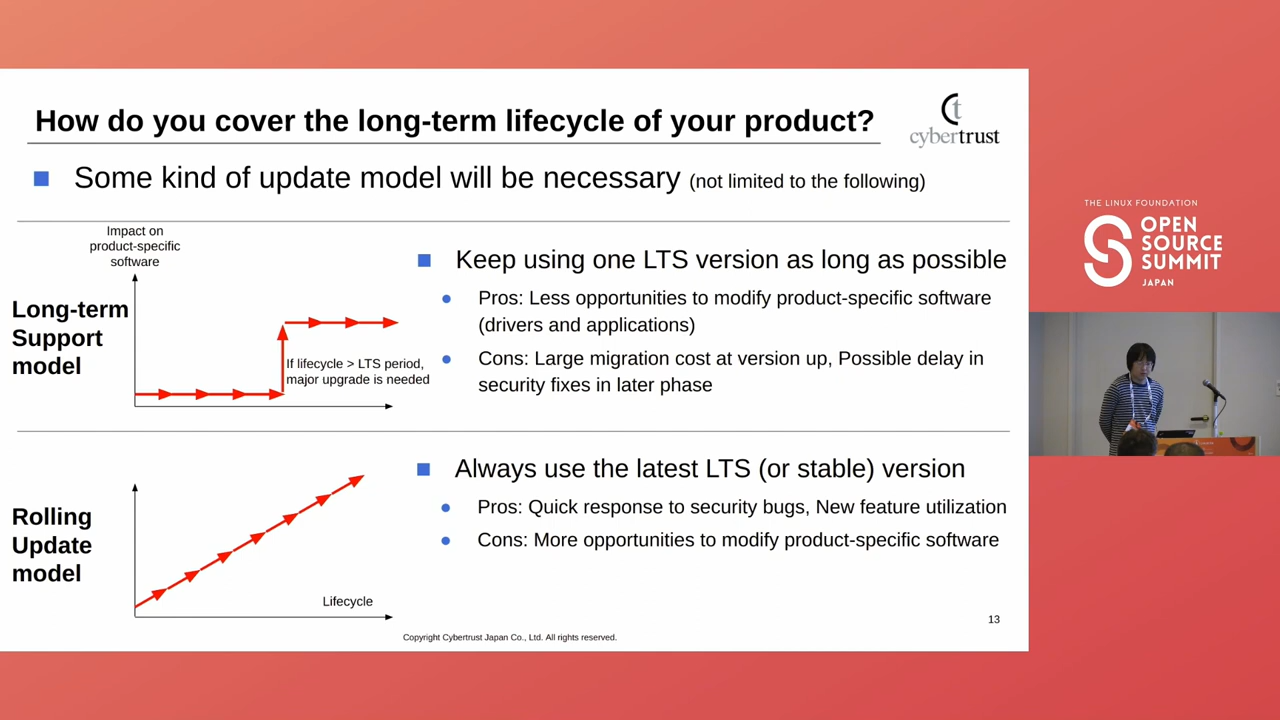 How do you cover the long-term lifecycle of your product?
cybertrust
Some kind of update model will be necessary (not limited to the following)
Impact on
product-specific
software
Long-term
Support
model
If lifecycle > LTS period,
major upgrade is needed
Keep using one LTS version as long as possible
Pros: Less opportunities to modify product-specific software
(drivers and applications)
Cons: Large migration cost at version up, Possible delay in
security fixes in later phase
Rolling
Update
model
Lifecycle
Always use the latest LTS (or stable) version
Pros: Quick response to security bugs, New feature utilization
Cons: More opportunities to modify product-specific software
13
Copyright Cybertrust Japan Co., Ltd. All rights reserved.
THE LINUX FOUNDATION
OPEN
SOURCE
SUMMIT
JAPAN